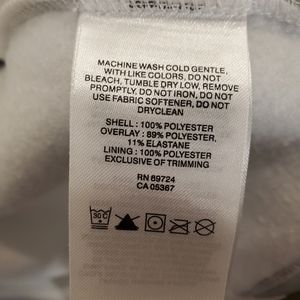 MACHINE WASH COLD GENTLE,
WITH LIKE COLORS, DO NOT
BLEACH, TUMBLE DRY LOW, REMOVE
PROMPTLY. DO NOT IRON, DO NOT
USE FABRIC SOFTENER, DO NOT
DRYCLEAN
SHELL : 100% POLYESTER
OVERLAY : 89% POLYESTER,
11% ELASTANE
LINING : 100% POLYESTER
EXCLUSIVE OF TRIMMING
RN 69724
CA 05367
30 C